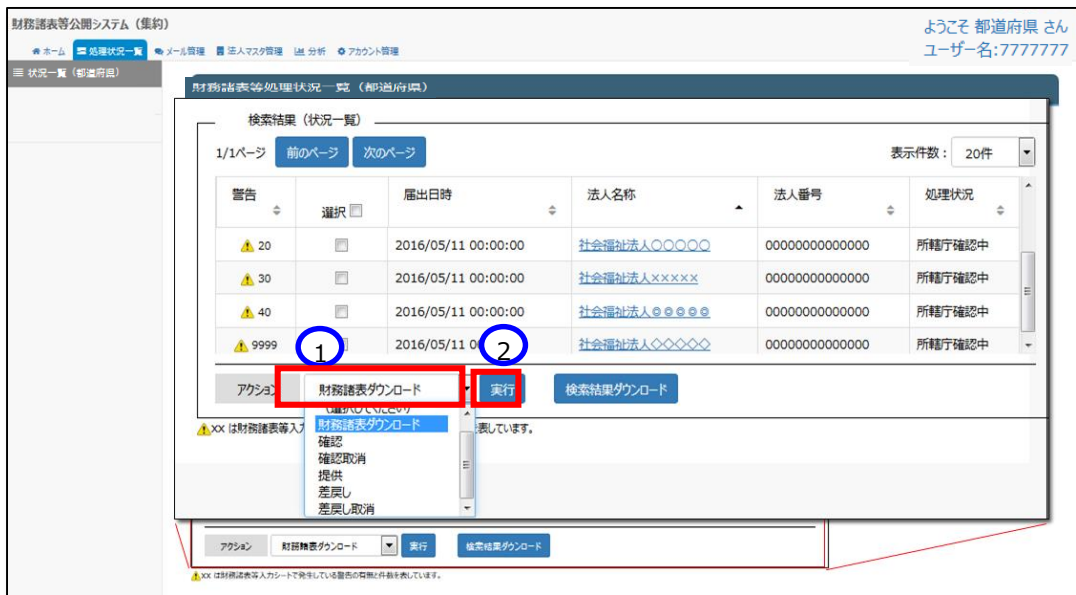 財務諸表等公開システム（集約）
ようこそ 都道府県 さん
ユーザー名:7777777
ホーム 処理状況一覧 メール管理 法人マスタ管理 分析 アカウント管理
状況一覧（都道府県）
財務諸表等処理状況一覧（都道府県）
検索結果（状況一覧）
1/1ページ 前のページ 次のページ 表示件数： 20件
警告 選択 届出日時 法人名称 法人番号 処理状況
20 2016/05/11 00:00:00 社会福祉法人〇〇〇〇〇 00000000000000 所轄庁確認中
30 2016/05/11 00:00:00 社会福祉法人××××× 00000000000000 所轄庁確認中
40 2016/05/11 00:00:00 社会福祉法人◎◎◎◎◎ 00000000000000 所轄庁確認中
9999 2016/05/11 0 社会福祉法人◇◇◇◇◇ 00000000000000 所轄庁確認中
1 2
アクション 財務諸表ダウンロード 実行 検索結果ダウンロード
（選択してください）
財務諸表ダウンロード
確認
確認取消
提供
差戻し
差戻し取消
xx は財務諸表等入 表しています。
アクション 財務諸表ダウンロード 実行 検索結果ダウンロード
xx は財務諸表等入力シートで発生している警告の有無と件数を表しています。